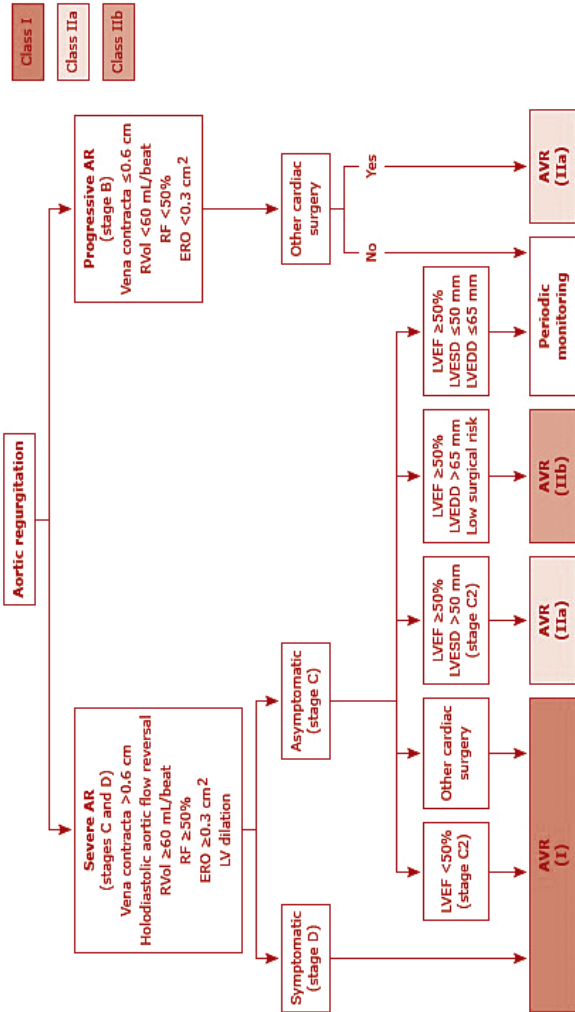 Class I
Class IIa
Class IIb
Aortic regurgitation
Severe AR
(stages C and D)
Vena contracta >0.6 cm
Holodiastolic aortic flow reversal
RVol ≥60 mL/beat
RF ≥50%
ERO ≥0.3 cm²
LV dilation
Progressive AR
(stage B)
Vena contracta ≤0.6 cm
RVol <60 mL/beat
RF <50%
ERO <0.3 cm²
Symptomatic
(stage D)
Asymptomatic
(stage C)
Other cardiac
surgery
No
Yes
LVEF <50%
(stage C2)
Other cardiac
surgery
LVEF ≥50%
LVESD >50 mm
(stage C2)
LVEF ≥50%
LVEDD >65 mm
Low surgical risk
LVEF ≥50%
LVESD ≤50 mm
LVEDD ≤65 mm
AVR
(I)
AVR
(IIa)
AVR
(IIb)
Periodic
monitoring
AVR
(IIa)